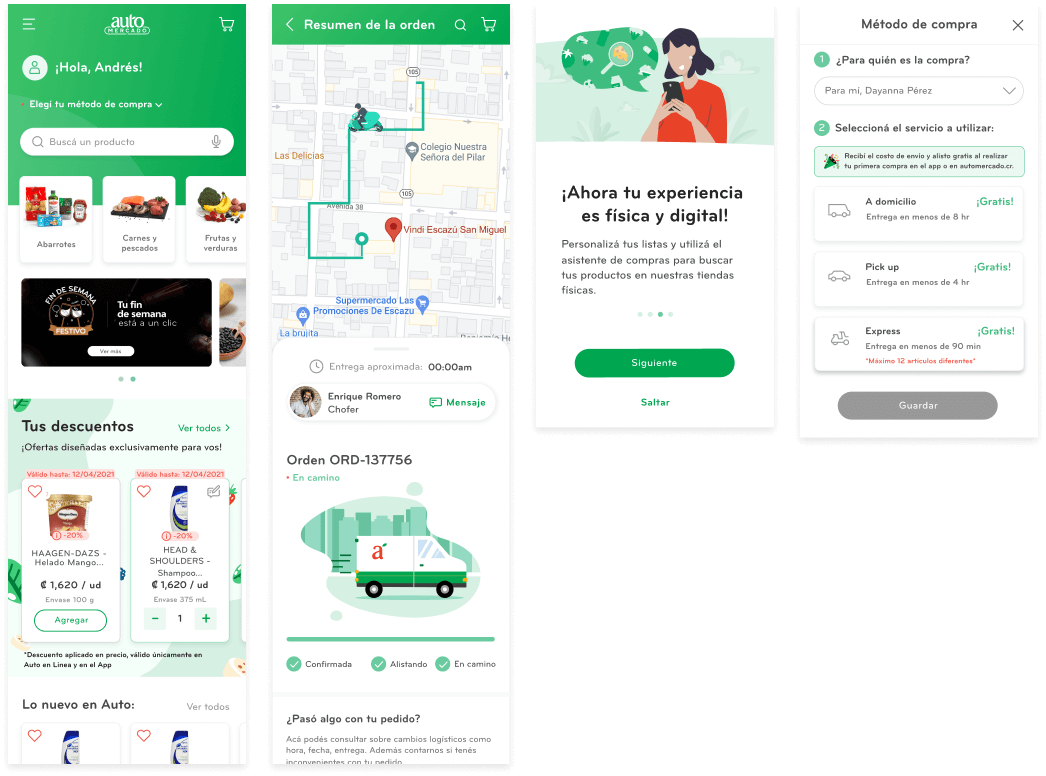 auto
MERCADO
¡Hola, Andrés!
Elegi tu método de compra
Buscá un producto
Abarrotes
Carnes y
pescados
Frutas y
verduras
FIN DE SEMANA
FESTIVO
Tu fin
de semana
está a un clic
Ver más
Tus descuentos
Ver todos
¡Ofertas diseñadas exclusivamente para vos!
Válido hasta: 12/04/2021
-20%
HAAGEN-DAZS -
Helado Mango...
₡ 1,620 / ud
Envase 100 g
Agregar
Válido hasta: 12/04/2021
-20%
HEAD &
SHOULDERS -
Shampoo...
₡ 1,620 / ud
Envase 375 mL
- 1 +
*Descuento aplicado en precio, válido únicamente en
Auto en Linea y en el App
Lo nuevo en Auto:
Ver todos
Resumen de la orden
105
Las Delicias
Colegio Nuestra
Señora del Pilar
105
Avenida 38
Vindi Escazú San Miguel
Supermercado Las
Promociones De Escazu
La brujita
Benjamín He
Entrega aproximada: 00:00am
Enrique Romero
Chofer
Mensaje
Orden ORD-137756
En camino
a
Confirmada
Alistando
En camino
¿Pasó algo con tu pedido?
Acá podés consultar sobre cambios logísticos como
hora, fecha, entrega. Además contarnos si tenés
inconvenientes con tu pedido
¡Ahora tu experiencia
es física y digital!
Personalizá tus listas y utilizá el
asistente de compras para buscar
tus productos en nuestras tiendas
físicas.
Siguiente
Saltar
Método de compra
1 ¿Para quién es la compra?
Para mi, Dayanna Pérez
2 Seleccioná el servicio a utilizar:
Recibí el costo de envío y alisto gratis al realizar
tu primera compra en el app o en automercado.cr.
A domicilio
¡Gratis!
Entrega en menos de 8 hr
Pick up
¡Gratis!
Entrega en menos de 4 hr
Express
¡Gratis!
Entrega en menos de 90 min
*Máximo 12 artículos diferentes*
Guardar